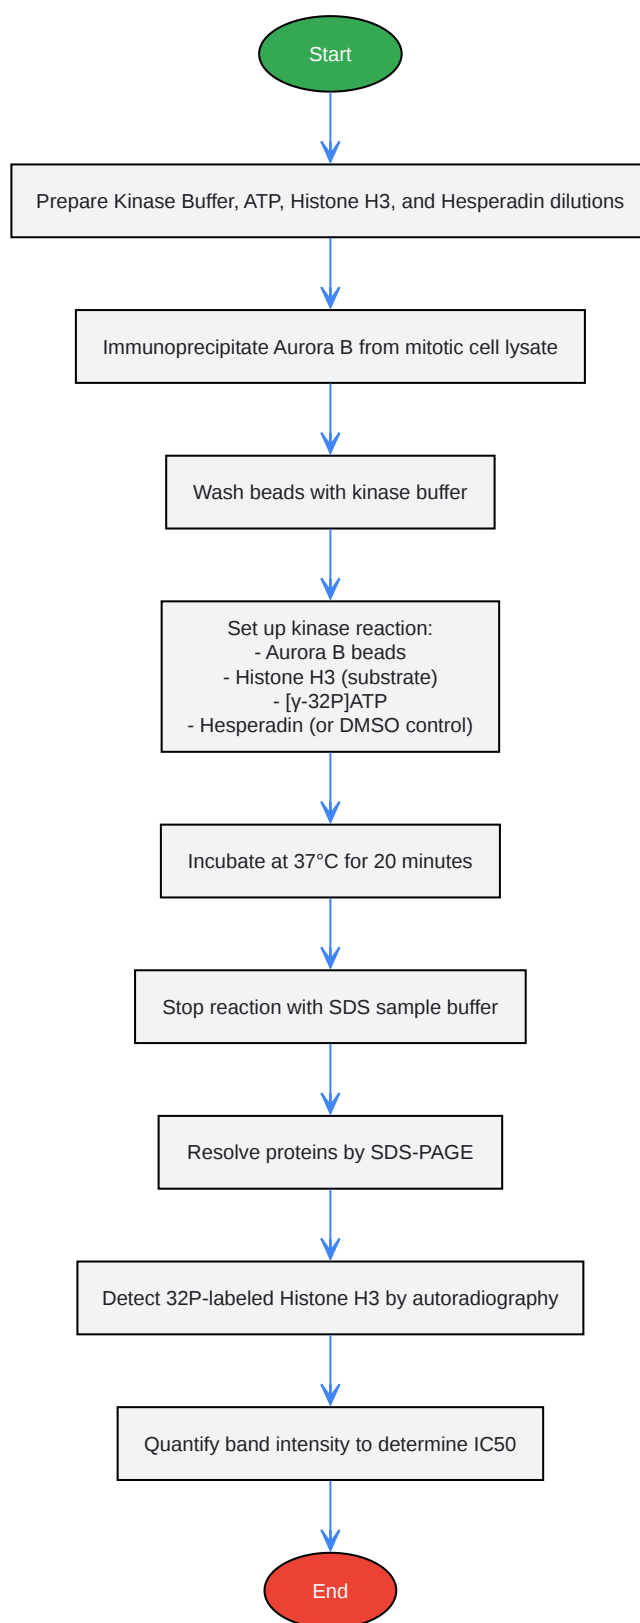 Start
Prepare Kinase Buffer, ATP, Histone H3, and Hesperadin dilutions
Immunoprecipitate Aurora B from mitotic cell lysate
Wash beads with kinase buffer
Set up kinase reaction:
- Aurora B beads
- Histone H3 (substrate)
- [γ-32P]ATP
- Hesperadin (or DMSO control)
Incubate at 37°C for 20 minutes
Stop reaction with SDS sample buffer
Resolve proteins by SDS-PAGE
Detect 32P-labeled Histone H3 by autoradiography
Quantify band intensity to determine IC50
End